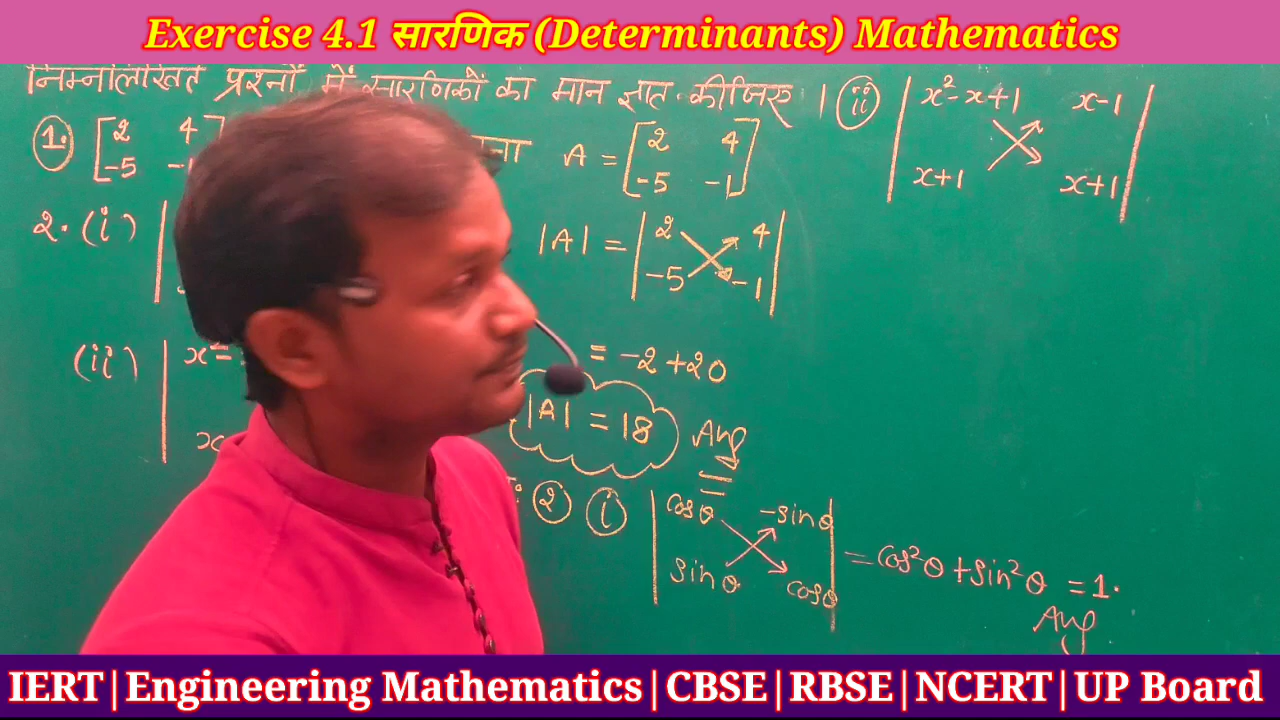 Exercise 4.1 सारणिक (Determinants) Mathematics
निम्नलिखित प्रश्नों में सारणिकों का मान ज्ञात कीजिए ।
1. [2 4
-5 -1
2. (i) |
(ii) | x²-
x
A = [2 4
-5 -1]
|A| = |2 4
-5 -1|
= -2 + 20
|A| = 18 Ans
② (i) |cosθ -sinθ
sinθ cosθ| = cos²θ + sin²θ = 1.
Ans
(ii) |x²-x+1 x-1
x+1 x+1|
IERT|Engineering Mathematics|CBSE|RBSE|NCERT|UP Board